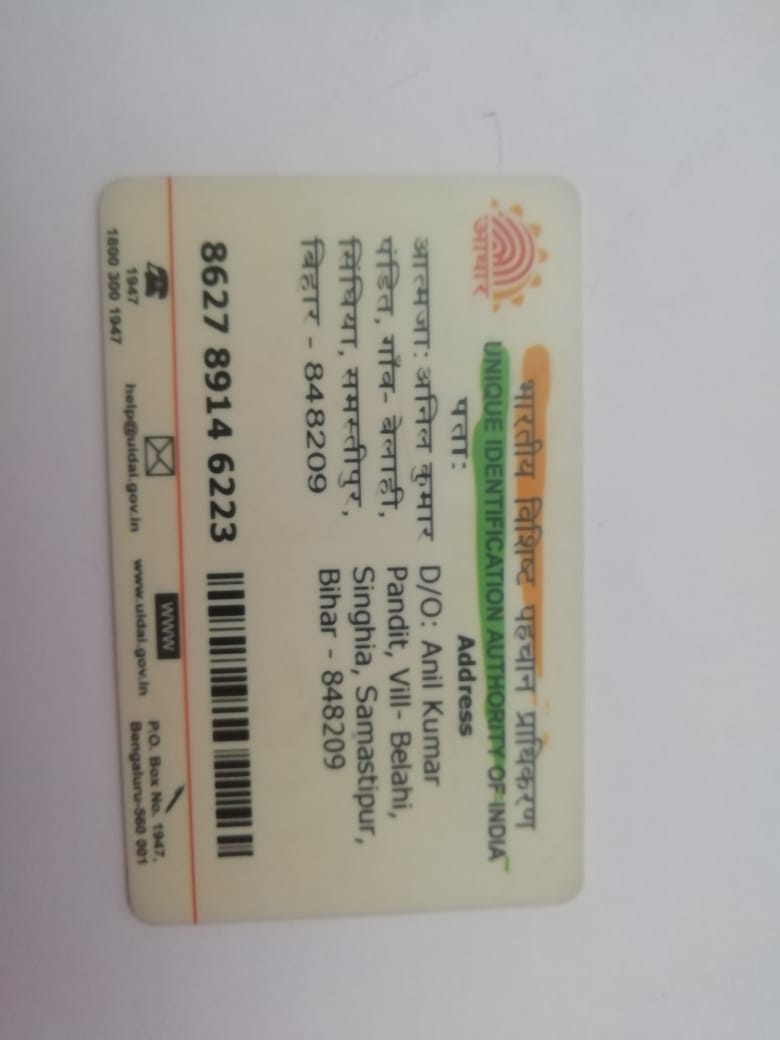 आधार
भारतीय विशिष्ट पहचान प्राधिकरण
UNIQUE IDENTIFICATION AUTHORITY OF INDIA
पता:
आत्मजा: अनिल कुमार
पंडित, गाँव- बेलाही,
सिंघिया, समस्तीपुर,
बिहार - 848209
Address
D/O: Anil Kumar
Pandit, Vill- Belahi,
Singhia, Samastipur,
Bihar - 848209
8627 8914 6223
1947
1800 300 1947
help@uidai.gov.in
WWW
www.uidai.gov.in
P.O. Box No. 1947,
Bengaluru-560 001